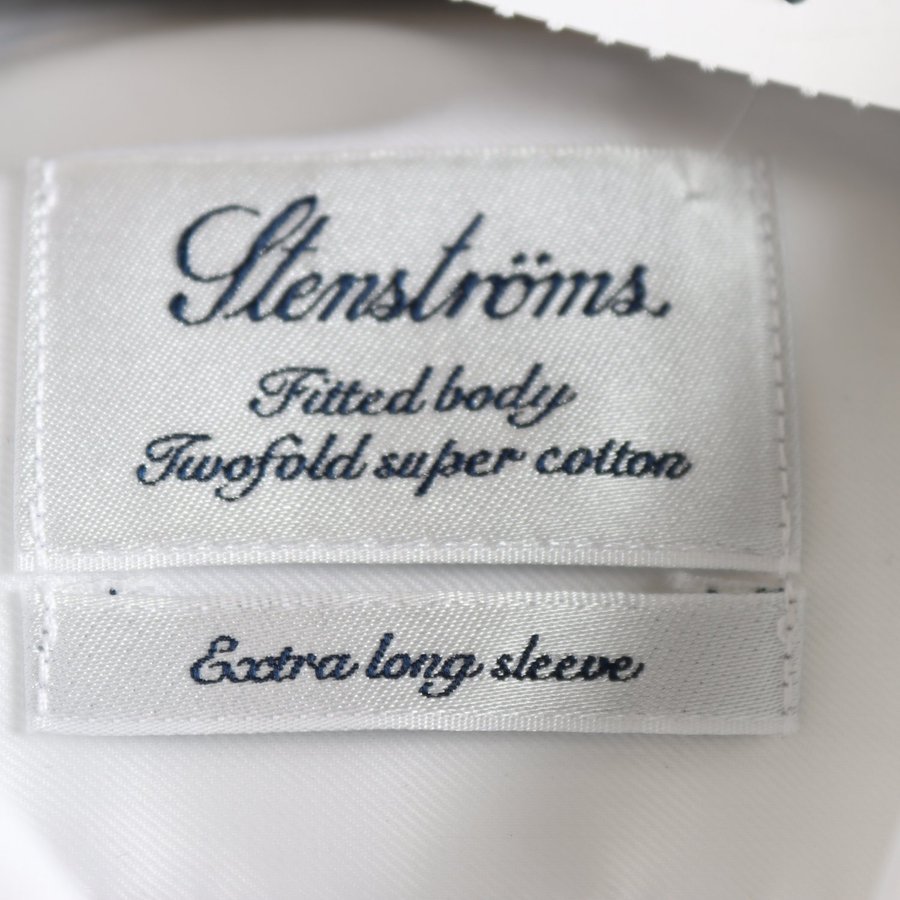 Stenströms
Fitted body
Twofold super cotton
Extra long sleeve